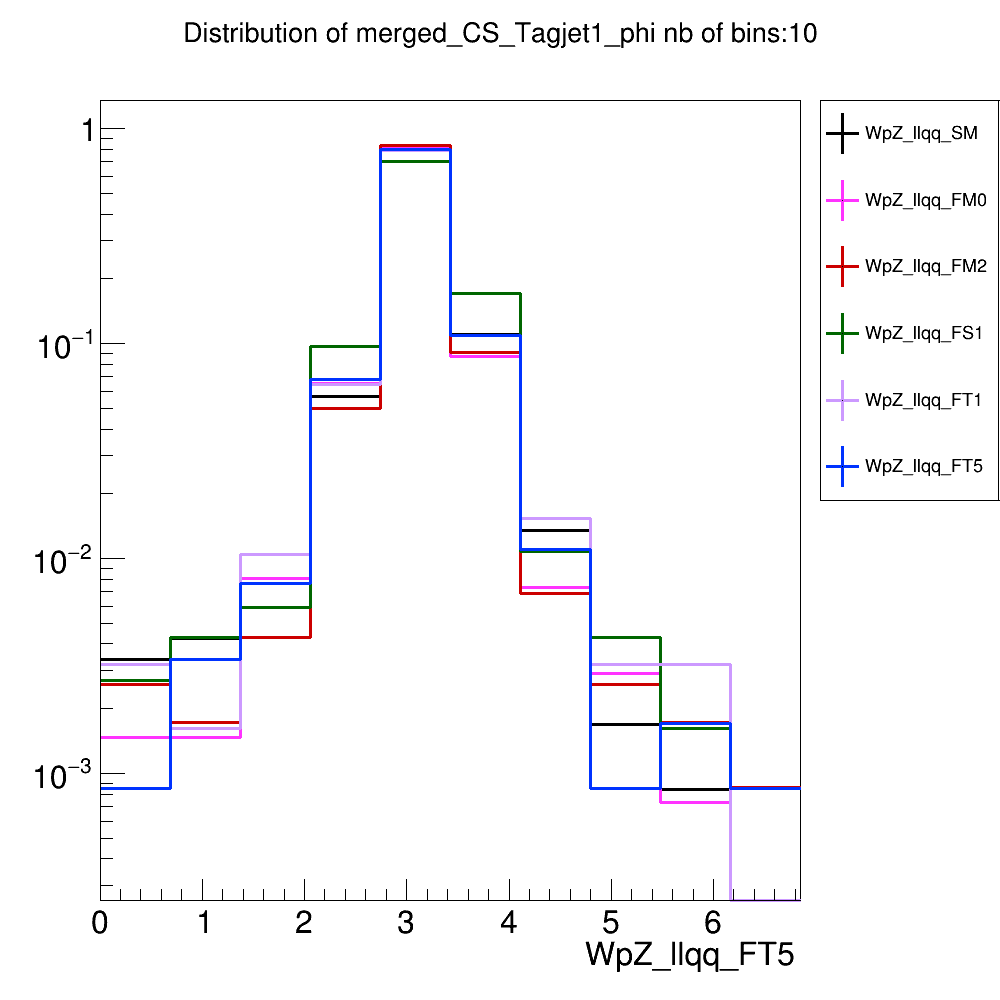 Distribution of merged_CS_Tagjet1_phi nb of bins:10
1
10−1
10−2
10−3
0 1 2 3 4 5 6
WpZ_llqq_FT5
WpZ_llqq_SM
WpZ_llqq_FM0
WpZ_llqq_FM2
WpZ_llqq_FS1
WpZ_llqq_FT1
WpZ_llqq_FT5